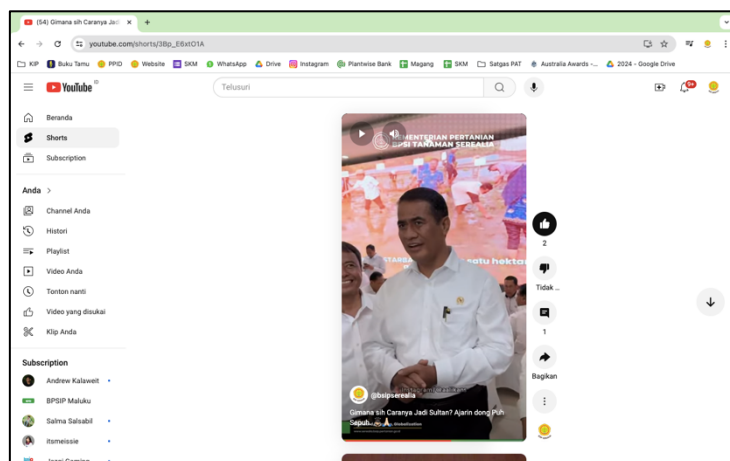 (54) Gimana sih Caranya Jadi
youtube.com/shorts/3Bp_E6xtO1A
KIP
Buku Tamu
PPID
Website
SKM
WhatsApp
Drive
Instagram
Plantwise Bank
Magang
SKM
Satgas PAT
Australia Awards -...
2024 - Google Drive
YouTube ID
Telusuri
9+
Beranda
Shorts
Subscription
Anda
Channel Anda
Histori
Playlist
Video Anda
Tonton nanti
Video yang disukai
Klip Anda
Subscription
Andrew Kalaweit
BPSIP Maluku
Salma Salsabil
itsmeissie
KEMENTERIAN PERTANIAN
BPSI TANAMAN SEREALIA
satu hektar
@bsipserealia
Gimana sih Caranya Jadi Sultan? Ajarin dong Puh
Sepuh..
2
Tidak ...
1
Bagikan